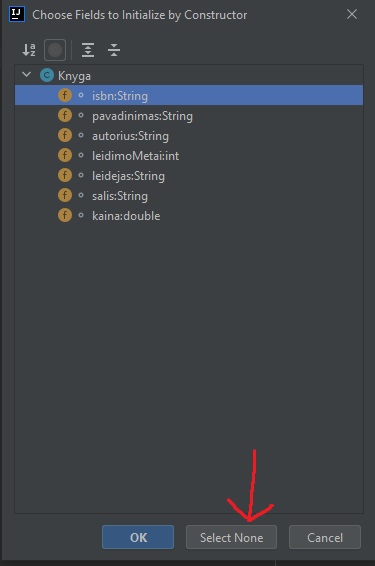 IJ Choose Fields to Initialize by Constructor
Knyga
isbn:String
pavadinimas:String
autorius:String
leidimoMetai:int
leidejas:String
salis:String
kaina:double
OK Select None Cancel